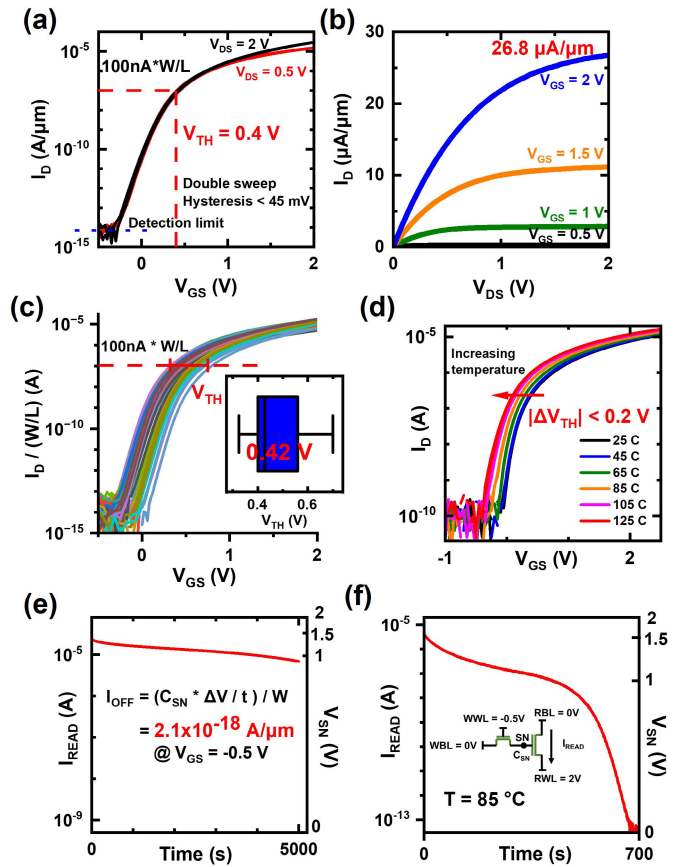 (a)
I_D (A/μm)
10^-5
10^-10
10^-15
100nA*W/L
V_DS = 2 V
V_DS = 0.5 V
V_TH = 0.4 V
Double sweep
Hysteresis < 45 mV
Detection limit
0 1 2
V_GS (V)
(b)
I_D (μA/μm)
30
20
10
0
26.8 μA/μm
V_GS = 2 V
V_GS = 1.5 V
V_GS = 1 V
V_GS = 0.5 V
0.0 0.5 1.0 1.5 2.0
V_DS (V)
(c)
I_D / (W/L) (A)
10^-5
10^-10
10^-15
100nA * W/L
V_TH
0.42 V
0.4 0.6
V_TH (V)
0 1 2
V_GS (V)
(d)
I_D (A)
10^-5
10^-10
Increasing
temperature
|ΔV_TH| < 0.2 V
25 C
45 C
65 C
85 C
105 C
125 C
-1 0 1 2
V_GS (V)
(e)
I_READ (A)
10^-5
10^-9
I_OFF = (C_SN * ΔV / t ) / W
= 2.1x10^-18 A/μm
@ V_GS = -0.5 V
2
1.5
1
0
V_SN (V)
0 5000
Time (s)
(f)
I_READ (A)
10^-5
10^-13
WWL = -0.5V
RBL = 0V
WBL = 0V
SN
C_SN
I_READ
RWL = 2V
T = 85 °C
2
1.5
1
0
V_SN (V)
0 700
Time (s)